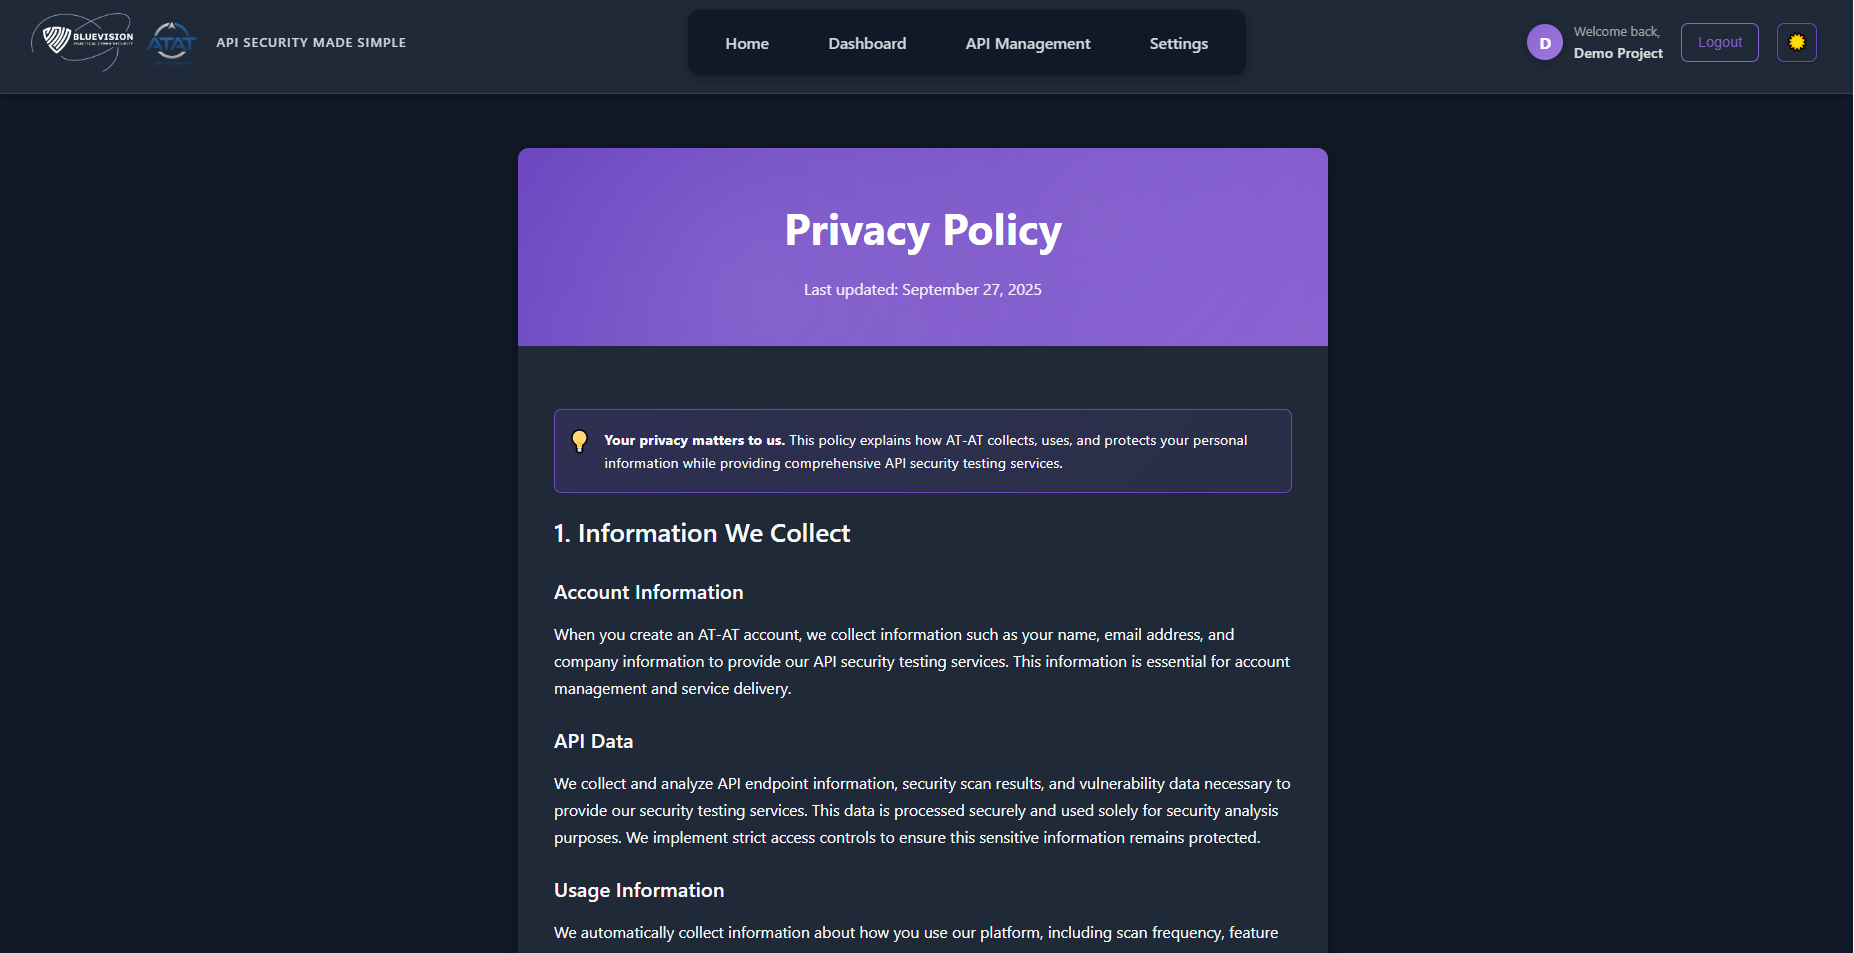 BLUEVISION
ATAT
API SECURITY MADE SIMPLE
Home
Dashboard
API Management
Settings
D
Welcome back,
Demo Project
Logout
Privacy Policy
Last updated: September 27, 2025
Your privacy matters to us. This policy explains how AT-AT collects, uses, and protects your personal
information while providing comprehensive API security testing services.
1. Information We Collect
Account Information
When you create an AT-AT account, we collect information such as your name, email address, and
company information to provide our API security testing services. This information is essential for account
management and service delivery.
API Data
We collect and analyze API endpoint information, security scan results, and vulnerability data necessary to
provide our security testing services. This data is processed securely and used solely for security analysis
purposes. We implement strict access controls to ensure this sensitive information remains protected.
Usage Information
We automatically collect information about how you use our platform, including scan frequency, feature